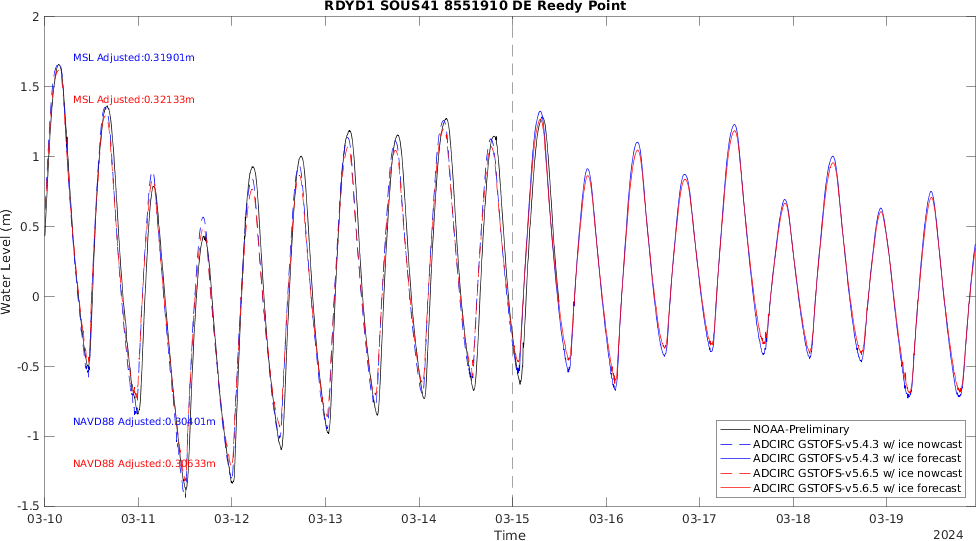 RDYD1 SOUS41 8551910 DE Reedy Point
2
1.5
1
0.5
0
-0.5
-1
-1.5
Water Level (m)
MSL Adjusted:0.31901m
MSL Adjusted:0.32133m
NAVD88 Adjusted:0.30401m
NAVD88 Adjusted:0.30633m
NOAA-Preliminary
ADCIRC GSTOFS-v5.4.3 w/ ice nowcast
ADCIRC GSTOFS-v5.4.3 w/ ice forecast
ADCIRC GSTOFS-v5.6.5 w/ ice nowcast
ADCIRC GSTOFS-v5.6.5 w/ ice forecast
03-10 03-11 03-12 03-13 03-14 03-15 03-16 03-17 03-18 03-19
Time
2024